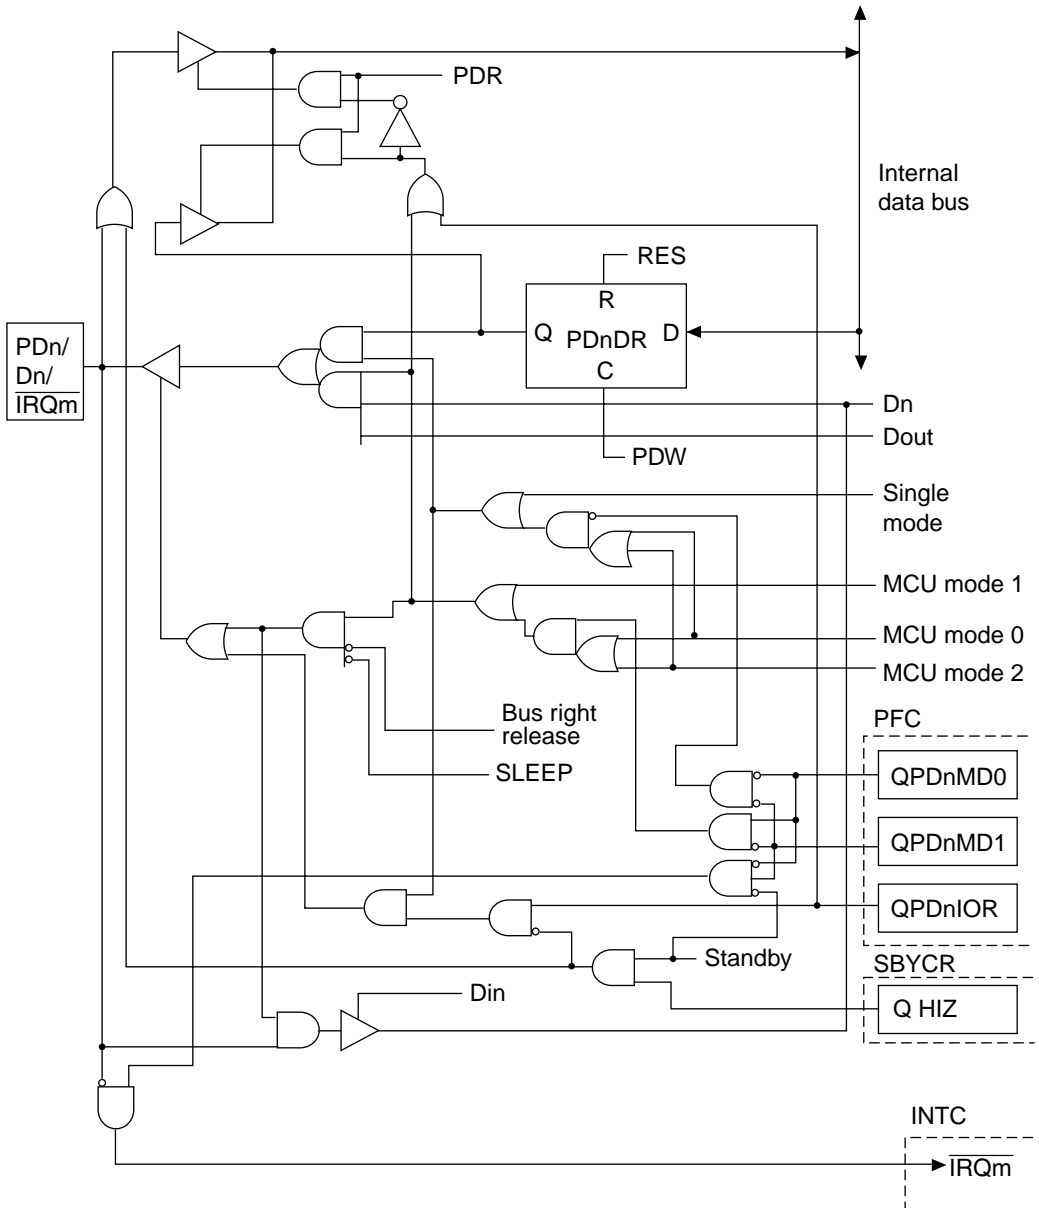 PDR
Internal
data bus
RES
R
Q
PDnDR
D
C
PDn/
Dn/
IRQm
Dn
Dout
PDW
Single
mode
MCU mode 1
MCU mode 0
MCU mode 2
Bus right
release
PFC
SLEEP
QPDnMD0
QPDnMD1
QPDnIOR
Standby
SBYCR
Din
Q HIZ
INTC
IRQm